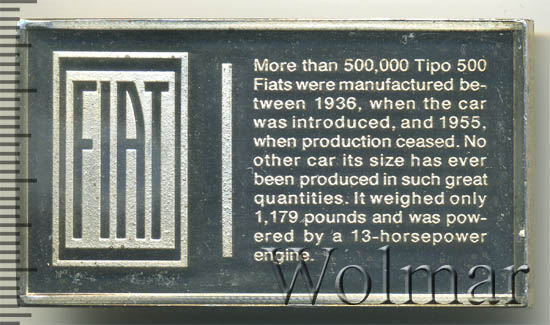 FIAT
More than 500,000 Tipo 500
Fiats were manufactured be-
tween 1936, when the car
was introduced, and 1955,
when production ceased. No
other car its size has ever
been produced in such great
quantities. It weighed only
1,179 pounds and was pow-
ered by a 13-horsepower
engine.
Wolmar